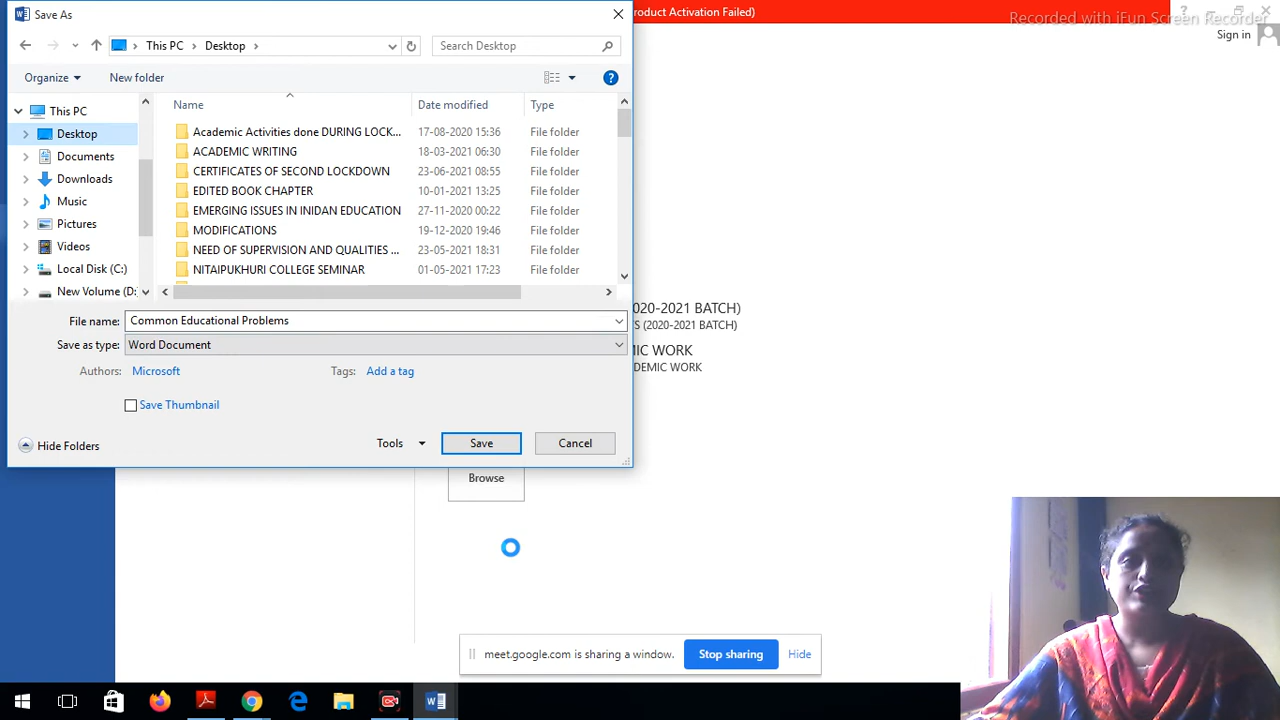 Save As
roduct Activation Failed)
Recorded with iFun Screen Recorder
Sign in
This PC > Desktop >
Search Desktop
Organize
New folder
Name
Date modified
Type
This PC
Desktop
Documents
Downloads
Music
Pictures
Videos
Local Disk (C:)
New Volume (D:
Academic Activities done DURING LOCK... 17-08-2020 15:36 File folder
ACADEMIC WRITING 18-03-2021 06:30 File folder
CERTIFICATES OF SECOND LOCKDOWN 23-06-2021 08:55 File folder
EDITED BOOK CHAPTER 10-01-2021 13:25 File folder
EMERGING ISSUES IN INIDAN EDUCATION 27-11-2020 00:22 File folder
MODIFICATIONS 19-12-2020 19:46 File folder
NEED OF SUPERVISION AND QUALITIES ... 23-05-2021 18:31 File folder
NITAIPUKHURI COLLEGE SEMINAR 01-05-2021 17:23 File folder
File name: Common Educational Problems
Save as type: Word Document
Authors: Microsoft
Tags: Add a tag
Save Thumbnail
Hide Folders
Tools
Save
Cancel
2020-2021 BATCH)
S (2020-2021 BATCH)
MIC WORK
DEMIC WORK
Browse
meet.google.com is sharing a window.
Stop sharing
Hide